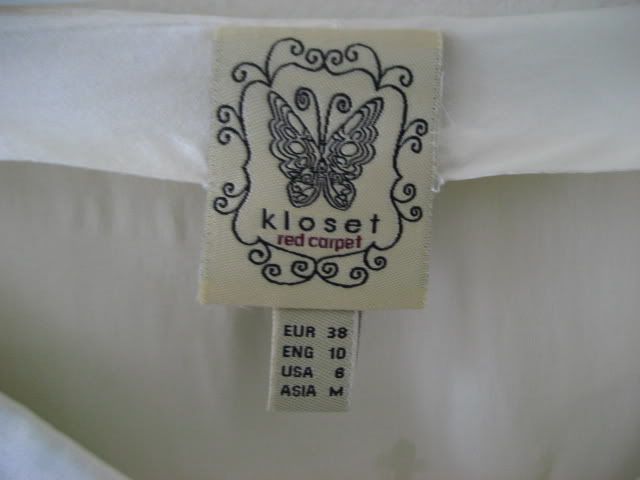 kloset
red carpet
EUR 38
ENG 10
USA 6
ASIA M